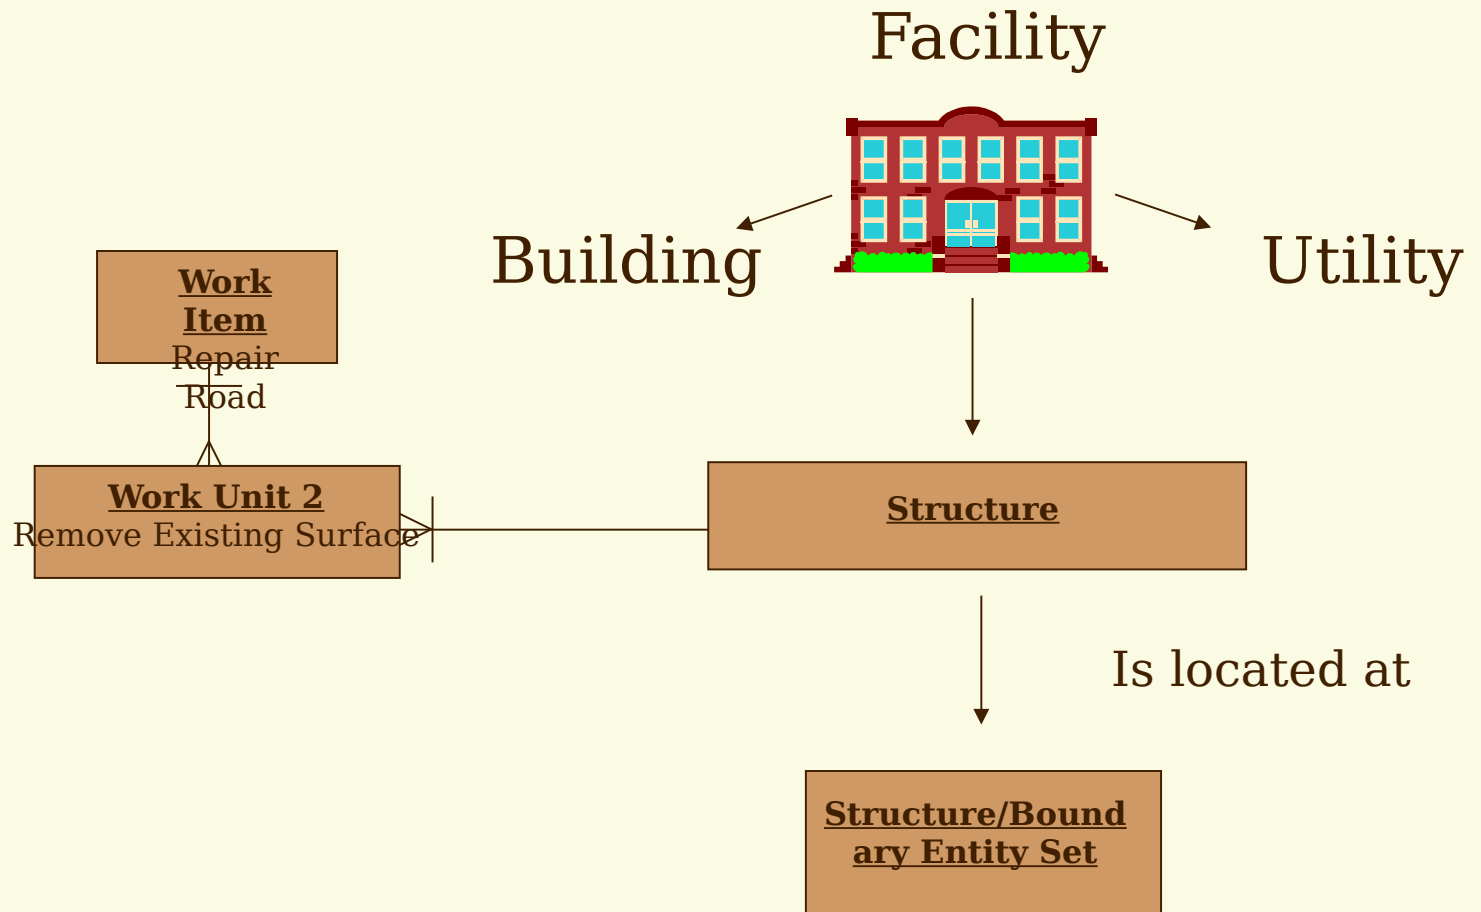 Facility
Building
Utility
Work
Item
Repair
Road
Work Unit 2
Remove Existing Surface
Structure
Is located at
Structure/Bound
ary Entity Set